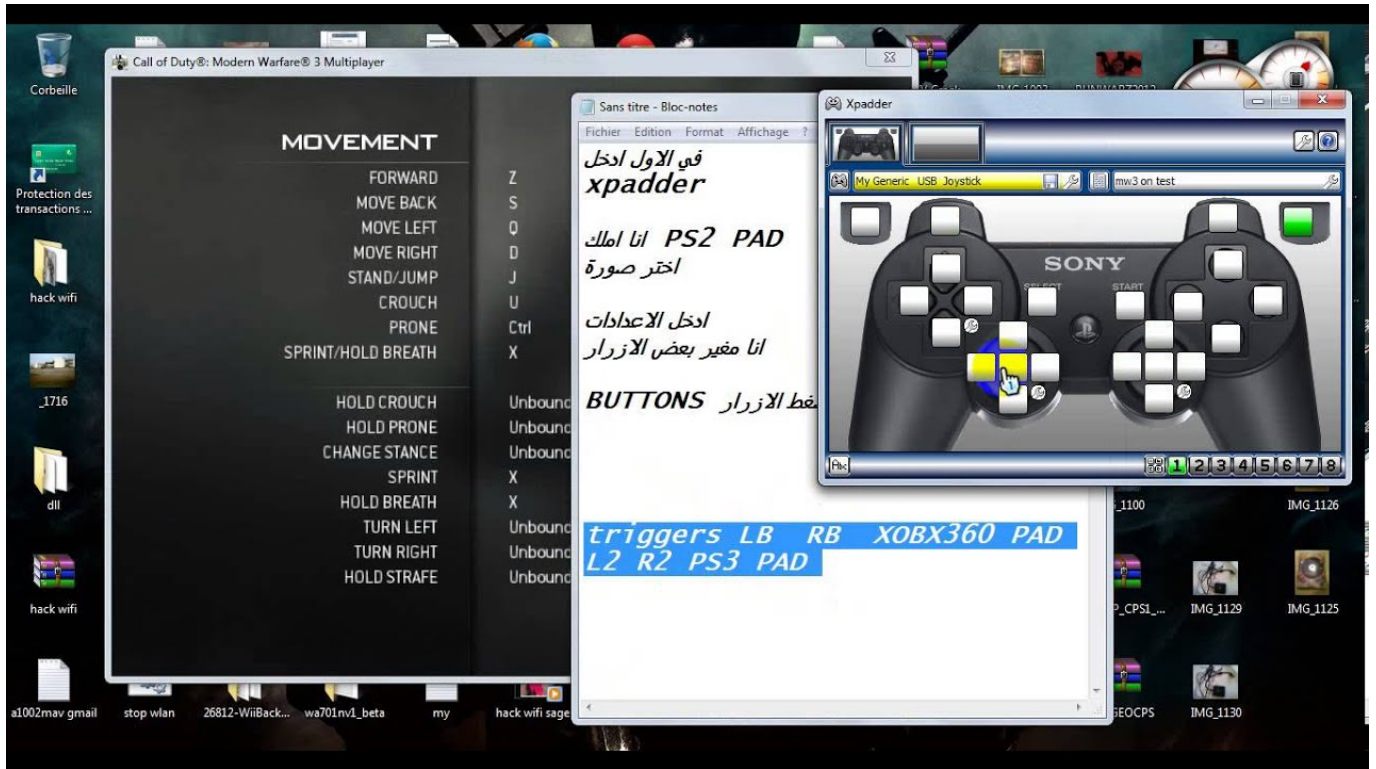 Corbeille
Protection des
transactions ...
hack wifi
_1716
dll
hack wifi
a1002mav gmail
stop wlan
26812-WiiBack...
wa701nv1_beta
my
hack wifi sage
Call of Duty®: Modern Warfare® 3 Multiplayer
MOVEMENT
FORWARD Z
MOVE BACK S
MOVE LEFT Q
MOVE RIGHT D
STAND/JUMP J
CROUCH U
PRONE Ctrl
SPRINT/HOLD BREATH X
HOLD CROUCH Unbound
HOLD PRONE Unbound
CHANGE STANCE Unbound
SPRINT X
HOLD BREATH X
TURN LEFT Unbound
TURN RIGHT Unbound
HOLD STRAFE Unbound
Sans titre - Bloc-notes
Fichier Edition Format Affichage ?
في الاول ادخل
xpadder
انا املك PS2 PAD
اختر صورة
ادخل الاعدادات
انا مغير بعض الازرار
الازرار BUTTONS
triggers LB RB XOBX360 PAD
L2 R2 PS3 PAD
Xpadder
My Generic USB Joystick
mw3 on test
SONY
START
1 2 3 4 5 6 7 8
_1100
IMG_1126
P_CPS1_...
IMG_1129
IMG_1125
GEOCPS
IMG_1130